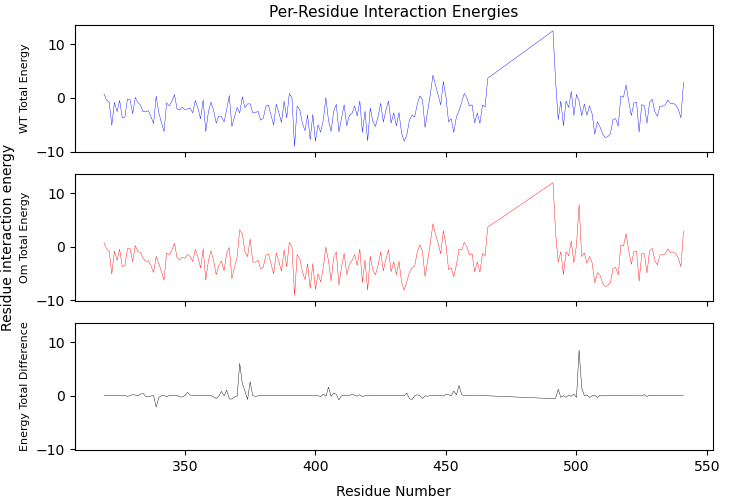 Per-Residue Interaction Energies
Residue interaction energy
WT Total Energy
10
0
−10
Om Total Energy
10
0
−10
Energy Total Difference
10
0
−10
350
400
450
500
550
Residue Number